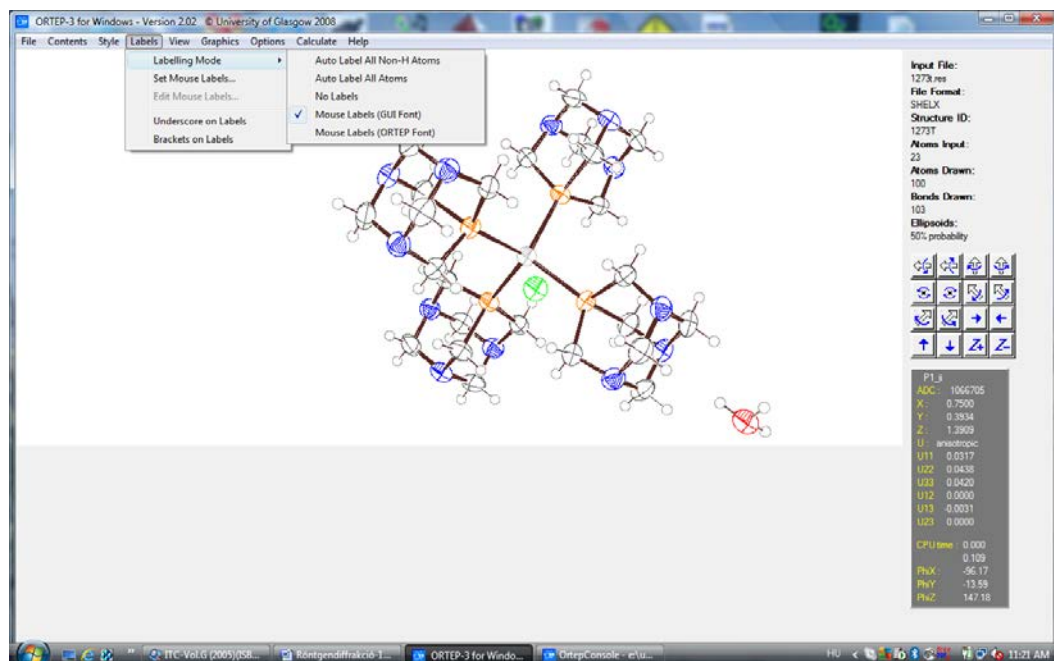 ORTEP-3 for Windows - Version 2.02 © University of Glasgow 2008
File Contents Style Labels View Graphics Options Calculate Help
Labelling Mode
Set Mouse Labels...
Edit Mouse Labels...
Underscore on Labels
Brackets on Labels
Auto Label All Non-H Atoms
Auto Label All Atoms
No Labels
Mouse Labels (GUI Font)
Mouse Labels (ORTEP Font)
Input File:
1273t.res
File Format:
SHELX
Structure ID:
1273T
Atoms Input:
23
Atoms Drawn:
100
Bonds Drawn:
103
Ellipsoids:
50% probability
Z+ Z-
ADC: 1066705
X: 0.7500
Y: 0.3934
Z: 1.3909
U: anisotropic
U11 0.0317
U22 0.0438
U33 0.0420
U12 0.0000
U13 -0.0031
U23 0.0000
CPU time: 0.000
0.109
PhiX: -96.17
PhiY -13.59
PhiZ 147.18
" ITC-Vol.G (2005)(ISB... Röntgendiffrakció-1... ORTEP-3 for Windo... OrtepConsole - e:\u... HU < 11:21 AM